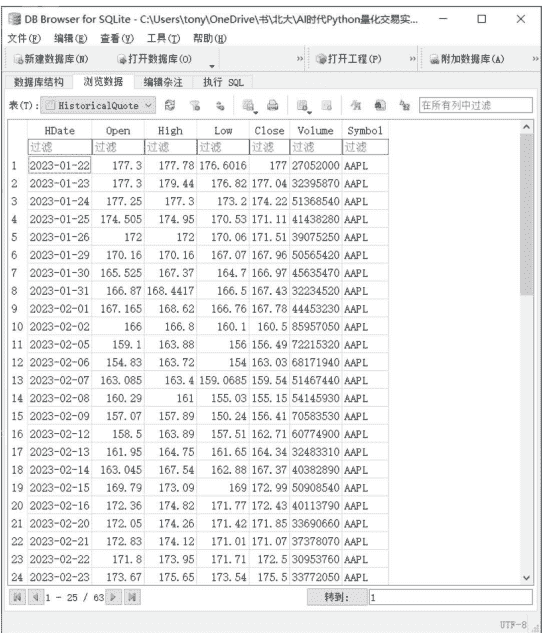 DB Browser for SQLite - C:\Users\tony\OneDrive\书\北大\AI时代Python量化交易实...
文件(F) 编辑(E) 查看(V) 工具(T) 帮助(H)
新建数据库(N) 打开数据库(O) » 打开工程(P) » 附加数据库(A) »
数据库结构 浏览数据 编辑杂注 执行 SQL
表(T): HistoricalQuote 在所有列中过滤
HDate Open High Low Close Volume Symbol
过滤 过滤 过滤 过滤 过滤 过滤 过滤
1 2023-01-22 177.3 177.78 176.6016 177 27052000 AAPL
2 2023-01-23 177.3 179.44 176.82 177.04 32395870 AAPL
3 2023-01-24 177.25 177.3 173.2 174.22 51368540 AAPL
4 2023-01-25 174.505 174.95 170.53 171.11 41438280 AAPL
5 2023-01-26 172 172 170.06 171.51 39075250 AAPL
6 2023-01-29 170.16 170.16 167.07 167.96 50565420 AAPL
7 2023-01-30 165.525 167.37 164.7 166.97 45635470 AAPL
8 2023-01-31 166.87 168.4417 166.5 167.43 32234520 AAPL
9 2023-02-01 167.165 168.62 166.76 167.78 44453230 AAPL
10 2023-02-02 166 166.8 160.1 160.5 85957050 AAPL
11 2023-02-05 159.1 163.88 156 156.49 72215320 AAPL
12 2023-02-06 154.83 163.72 154 163.03 68171940 AAPL
13 2023-02-07 163.085 163.4 159.0685 159.54 51467440 AAPL
14 2023-02-08 160.29 161 155.03 155.15 54145930 AAPL
15 2023-02-09 157.07 157.89 150.24 156.41 70583530 AAPL
16 2023-02-12 158.5 163.89 157.51 162.71 60774900 AAPL
17 2023-02-13 161.95 164.75 161.65 164.34 32483310 AAPL
18 2023-02-14 163.045 167.54 162.88 167.37 40382890 AAPL
19 2023-02-15 169.79 173.09 169 172.99 50908540 AAPL
20 2023-02-16 172.36 174.82 171.77 172.43 40113790 AAPL
21 2023-02-20 172.05 174.26 171.42 171.85 33690660 AAPL
22 2023-02-21 172.83 174.12 171.01 171.07 37378070 AAPL
23 2023-02-22 171.8 173.95 171.71 172.5 30953760 AAPL
24 2023-02-23 173.67 175.65 173.54 175.5 33772050 AAPL
1 - 25 / 63 转到: 1
UTF-8